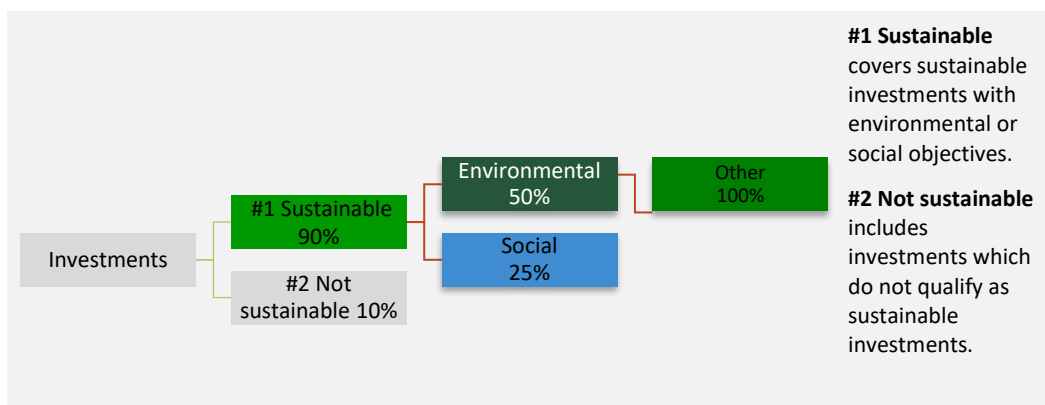 Investments
#1 Sustainable
90%
#2 Not
sustainable 10%
Environmental
50%
Social
25%
Other
100%
#1 Sustainable
covers sustainable
investments with
environmental or
social objectives.
#2 Not sustainable
includes
investments which
do not qualify as
sustainable
investments.